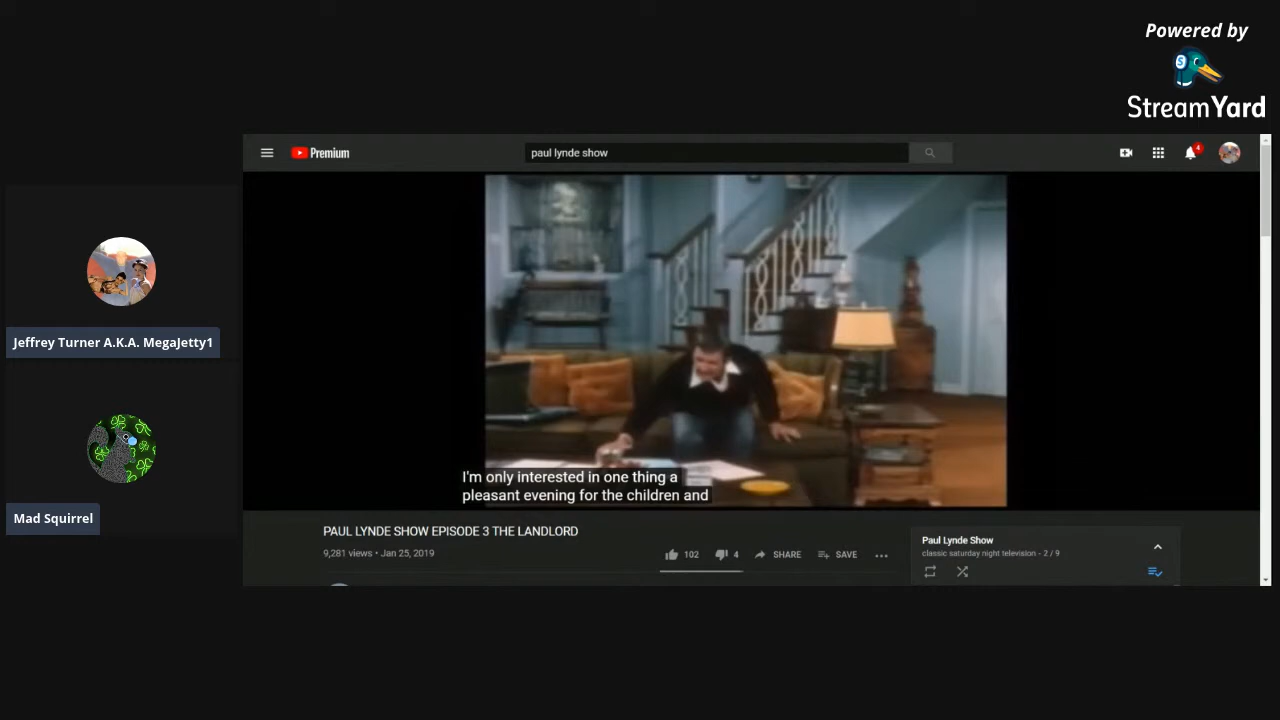 Powered by
StreamYard
Premium
paul lynde show
4
Jeffrey Turner A.K.A. MegaJetty1
Mad Squirrel
I'm only interested in one thing a
pleasant evening for the children and
PAUL LYNDE SHOW EPISODE 3 THE LANDLORD
9,281 views • Jan 25, 2019
102
4
SHARE
SAVE
Paul Lynde Show
classic saturday night television - 2 / 9